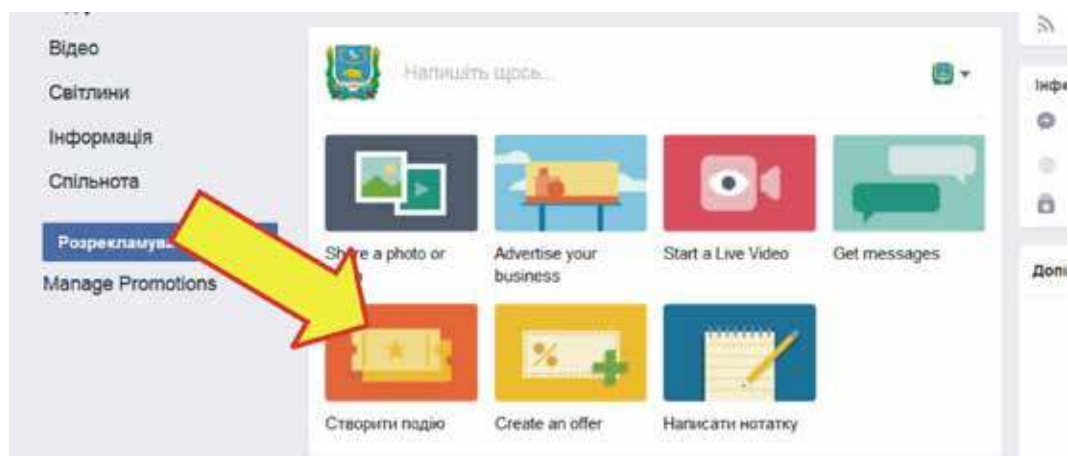 Відео
Світлини
Інформація
Спільнота
Manage Promotions
Напишіть щось...
Share a photo or
Advertise your
business
Start a Live Video
Get messages
Створити подію
Create an offer
Написати нотатку